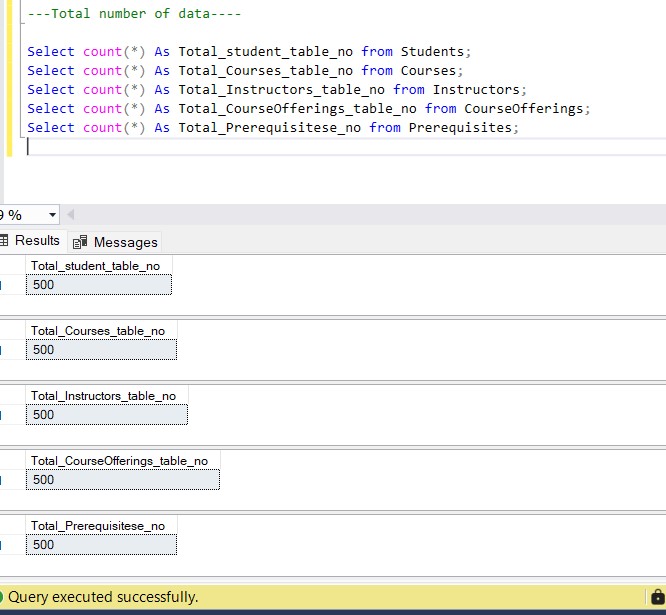 ---Total number of data----
Select count(*) As Total_student_table_no from Students;
Select count(*) As Total_Courses_table_no from Courses;
Select count(*) As Total_Instructors_table_no from Instructors;
Select count(*) As Total_CourseOfferings_table_no from CourseOfferings;
Select count(*) As Total_Prerequisitese_no from Prerequisites;
9 %
Results Messages
Total_student_table_no
500
Total_Courses_table_no
500
Total_Instructors_table_no
500
Total_CourseOfferings_table_no
500
Total_Prerequisitese_no
500
Query executed successfully.